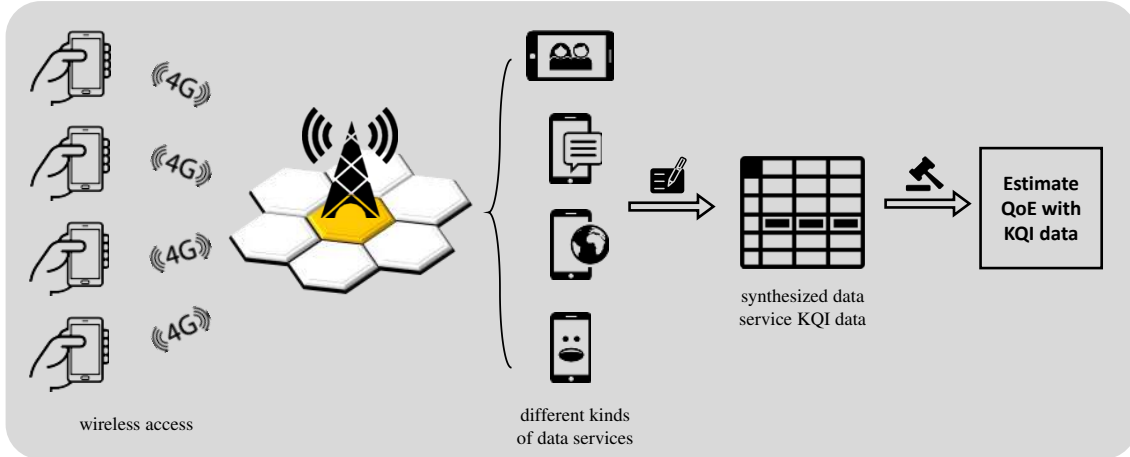 4G
4G
4G
4G
wireless access
different kinds
of data services
synthesized data
service KQI data
Estimate
QoE with
KQI data